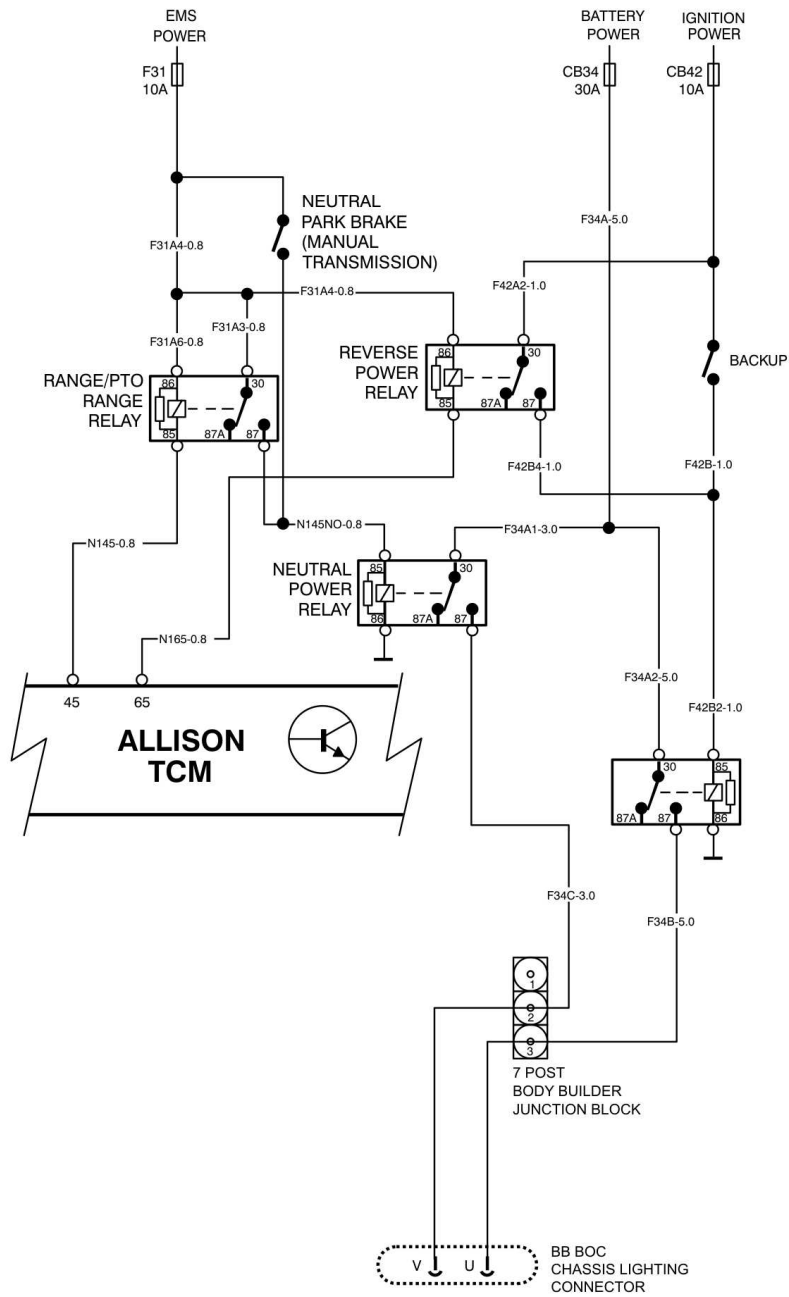 EMS
POWER
BATTERY
POWER
IGNITION
POWER
F31
10A
CB34
30A
CB42
10A
NEUTRAL
PARK BRAKE
(MANUAL
TRANSMISSION)
F34A-5.0
F31A4-0.8
F31A4-0.8
F42A2-1.0
F31A3-0.8
F31A6-0.8
REVERSE
POWER
RELAY
86
30
85
87A
87
BACKUP
RANGE/PTO
RANGE
RELAY
86
30
85
87A
87
F42B4-1.0
F42B-1.0
N145-0.8
N145NO-0.8
F34A1-3.0
NEUTRAL
POWER
RELAY
85
30
86
87A
87
N165-0.8
45
65
ALLISON
TCM
F34A2-5.0
F42B2-1.0
30
85
87A
87
86
F34C-3.0
F34B-5.0
1
2
3
7 POST
BODY BUILDER
JUNCTION BLOCK
V
U
BB BOC
CHASSIS LIGHTING
CONNECTOR